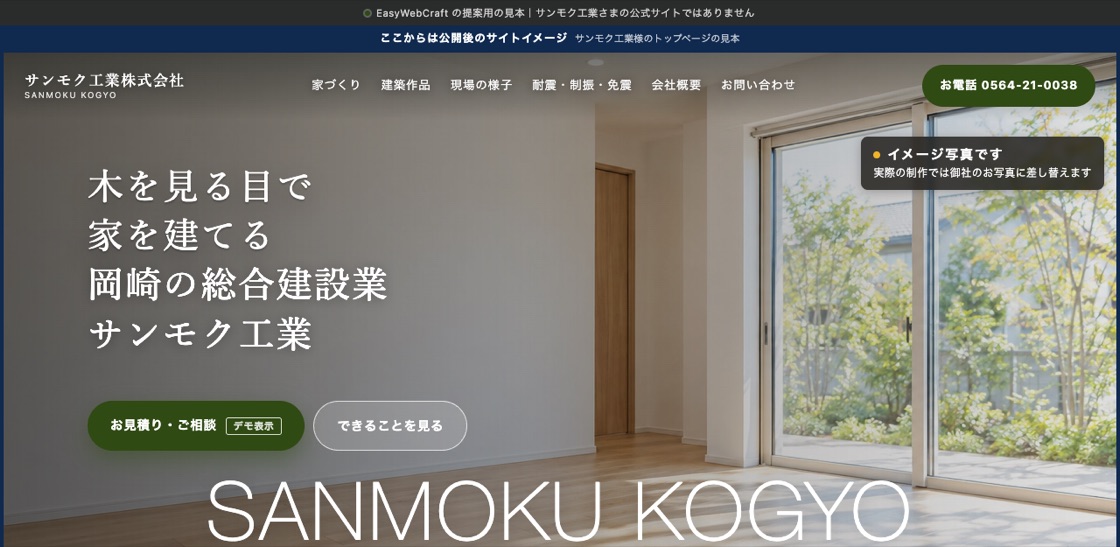 EasyWebCraft の提案用の見本｜サンモク工業さまの公式サイトではありません
ここからは公開後のサイトイメージ サンモク工業様のトップページの見本
サンモク工業株式会社
SANMOKU KOGYO
家づくり 建築作品 現場の様子 耐震・制振・免震 会社概要 お問い合わせ
お電話 0564-21-0038
イメージ写真です
実際の制作では御社のお写真に差し替えます
木を見る目で
家を建てる
岡崎の総合建設業
サンモク工業
お見積り・ご相談 デモ表示
できることを見る
SANMOKU KOGYO